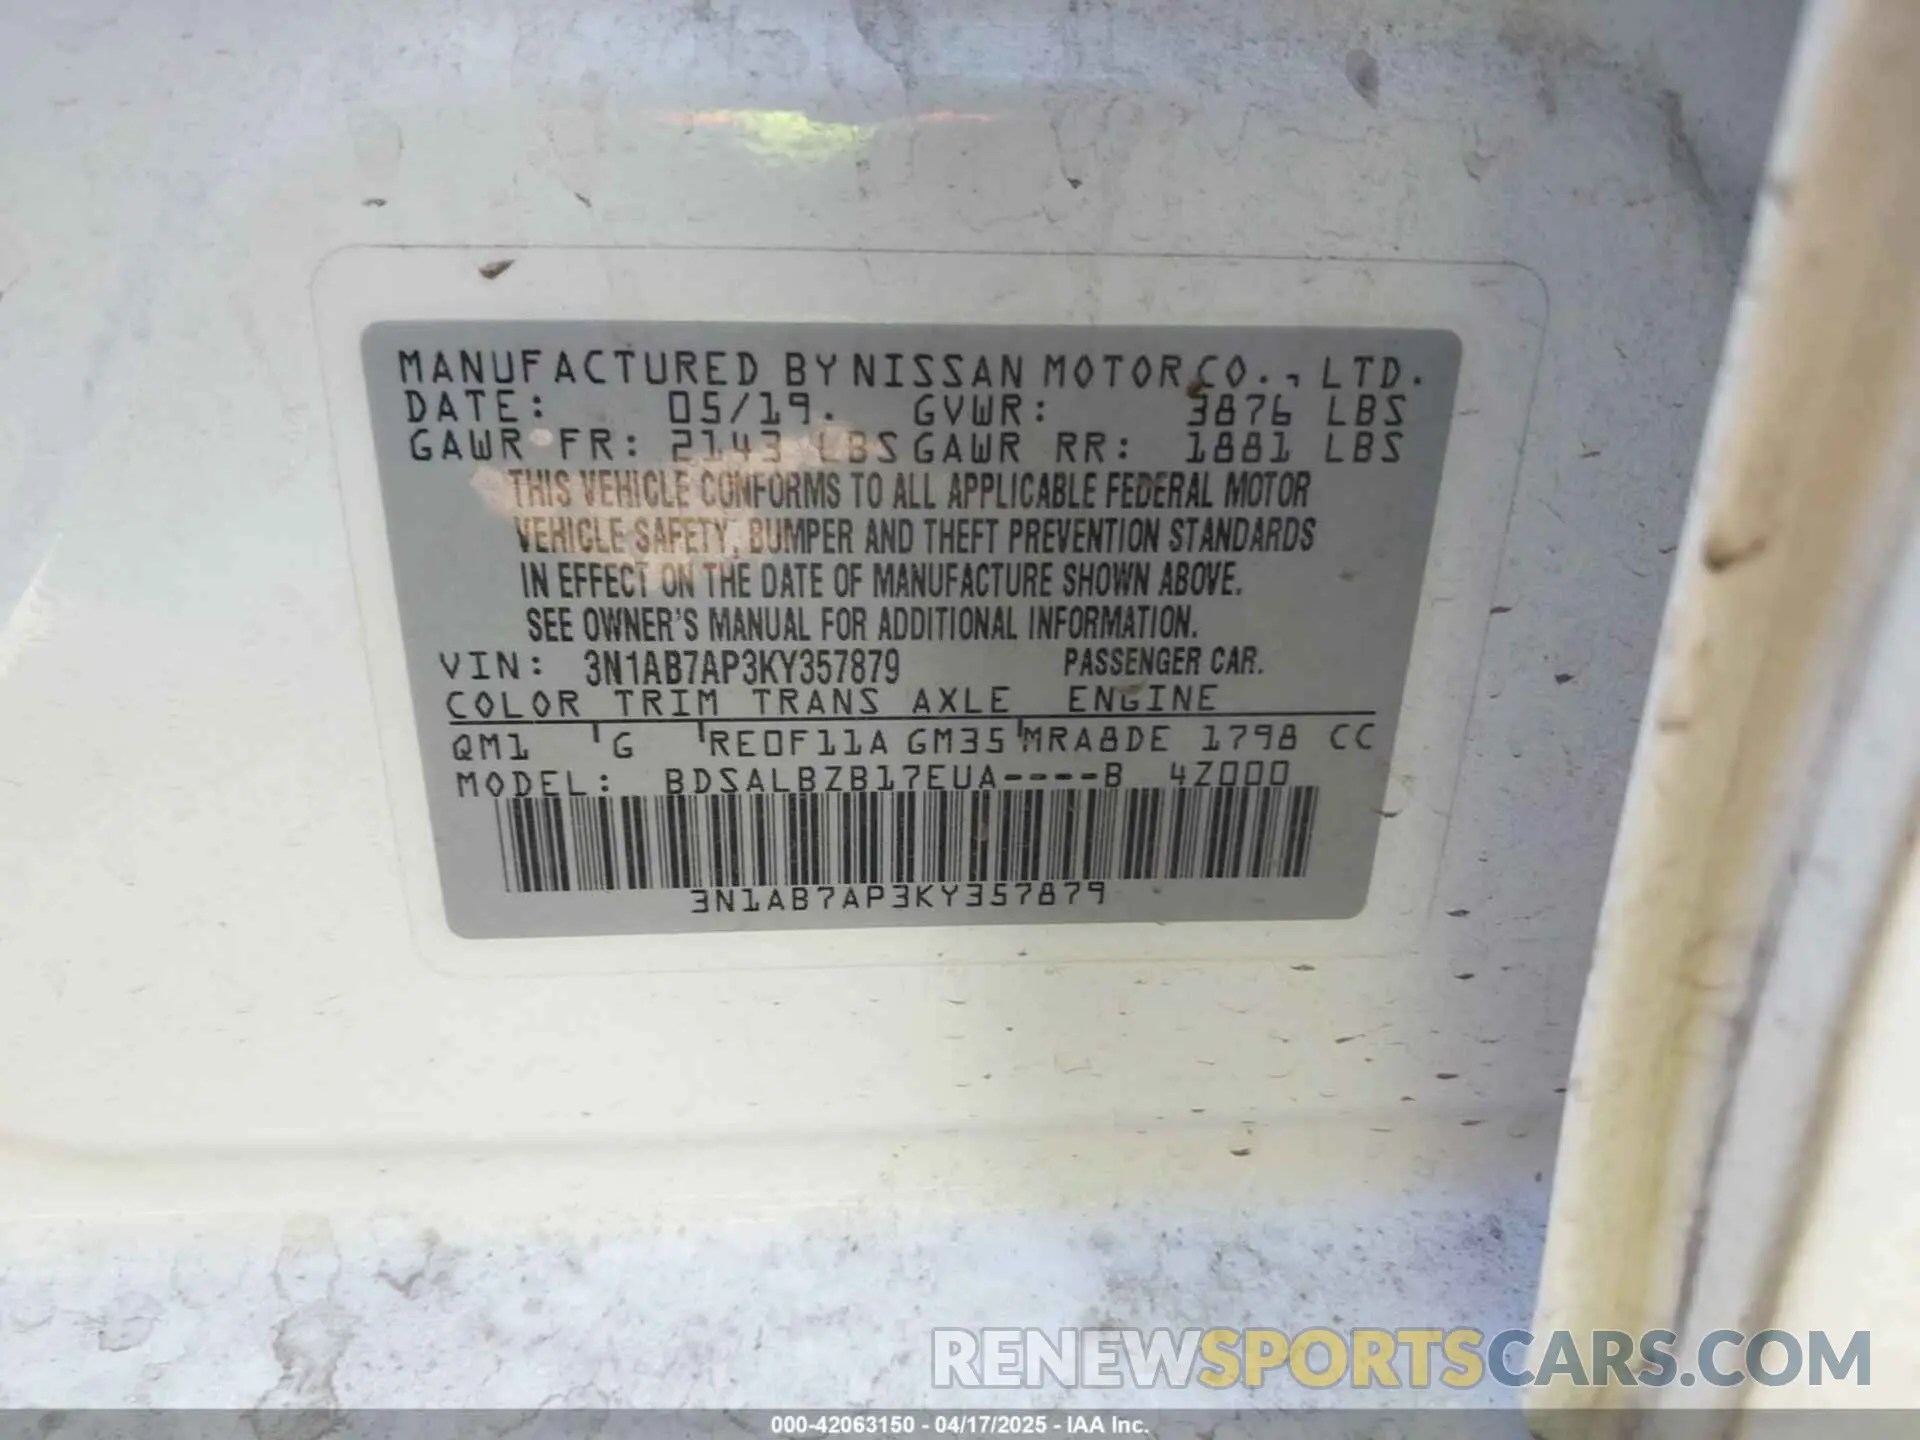 MANUFACTURED BY NISSAN MOTOR CO., LTD.
DATE: 05/19. GVWR: 3876 LBS
GAWR FR: 2143 LBS GAWR RR: 1881 LBS
THIS VEHICLE CONFORMS TO ALL APPLICABLE FEDERAL MOTOR
VEHICLE SAFETY, BUMPER AND THEFT PREVENTION STANDARDS
IN EFFECT ON THE DATE OF MANUFACTURE SHOWN ABOVE.
SEE OWNER'S MANUAL FOR ADDITIONAL INFORMATION.
VIN: 3N1AB7AP3KY357879 PASSENGER CAR.
COLOR TRIM TRANS AXLE ENGINE
QM1 G RE0F11A GM35 MRA8DE 1798 CC
MODEL: BDSALBZB17EUA----B 4Z000
3N1AB7AP3KY357879
RENEWSPORTSCARS.COM
000-42063150 - 04/17/2025 - IAA Inc.